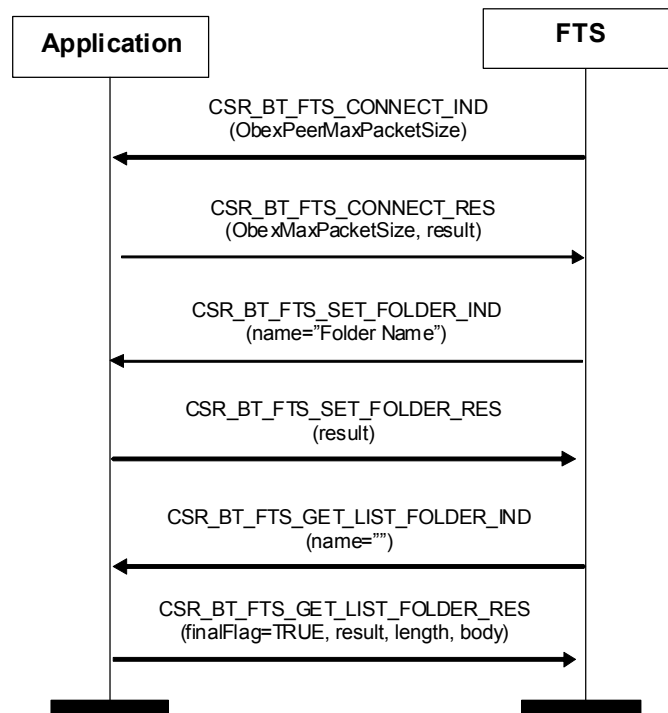 Application
FTS
CSR_BT_FTS_CONNECT_IND
(ObexPeerMaxPacketSize)
CSR_BT_FTS_CONNECT_RES
(ObexMaxPacketSize, result)
CSR_BT_FTS_SET_FOLDER_IND
(name=”Folder Name”)
CSR_BT_FTS_SET_FOLDER_RES
(result)
CSR_BT_FTS_GET_LIST_FOLDER_IND
(name=””)
CSR_BT_FTS_GET_LIST_FOLDER_RES
(finalFlag=TRUE, result, length, body)